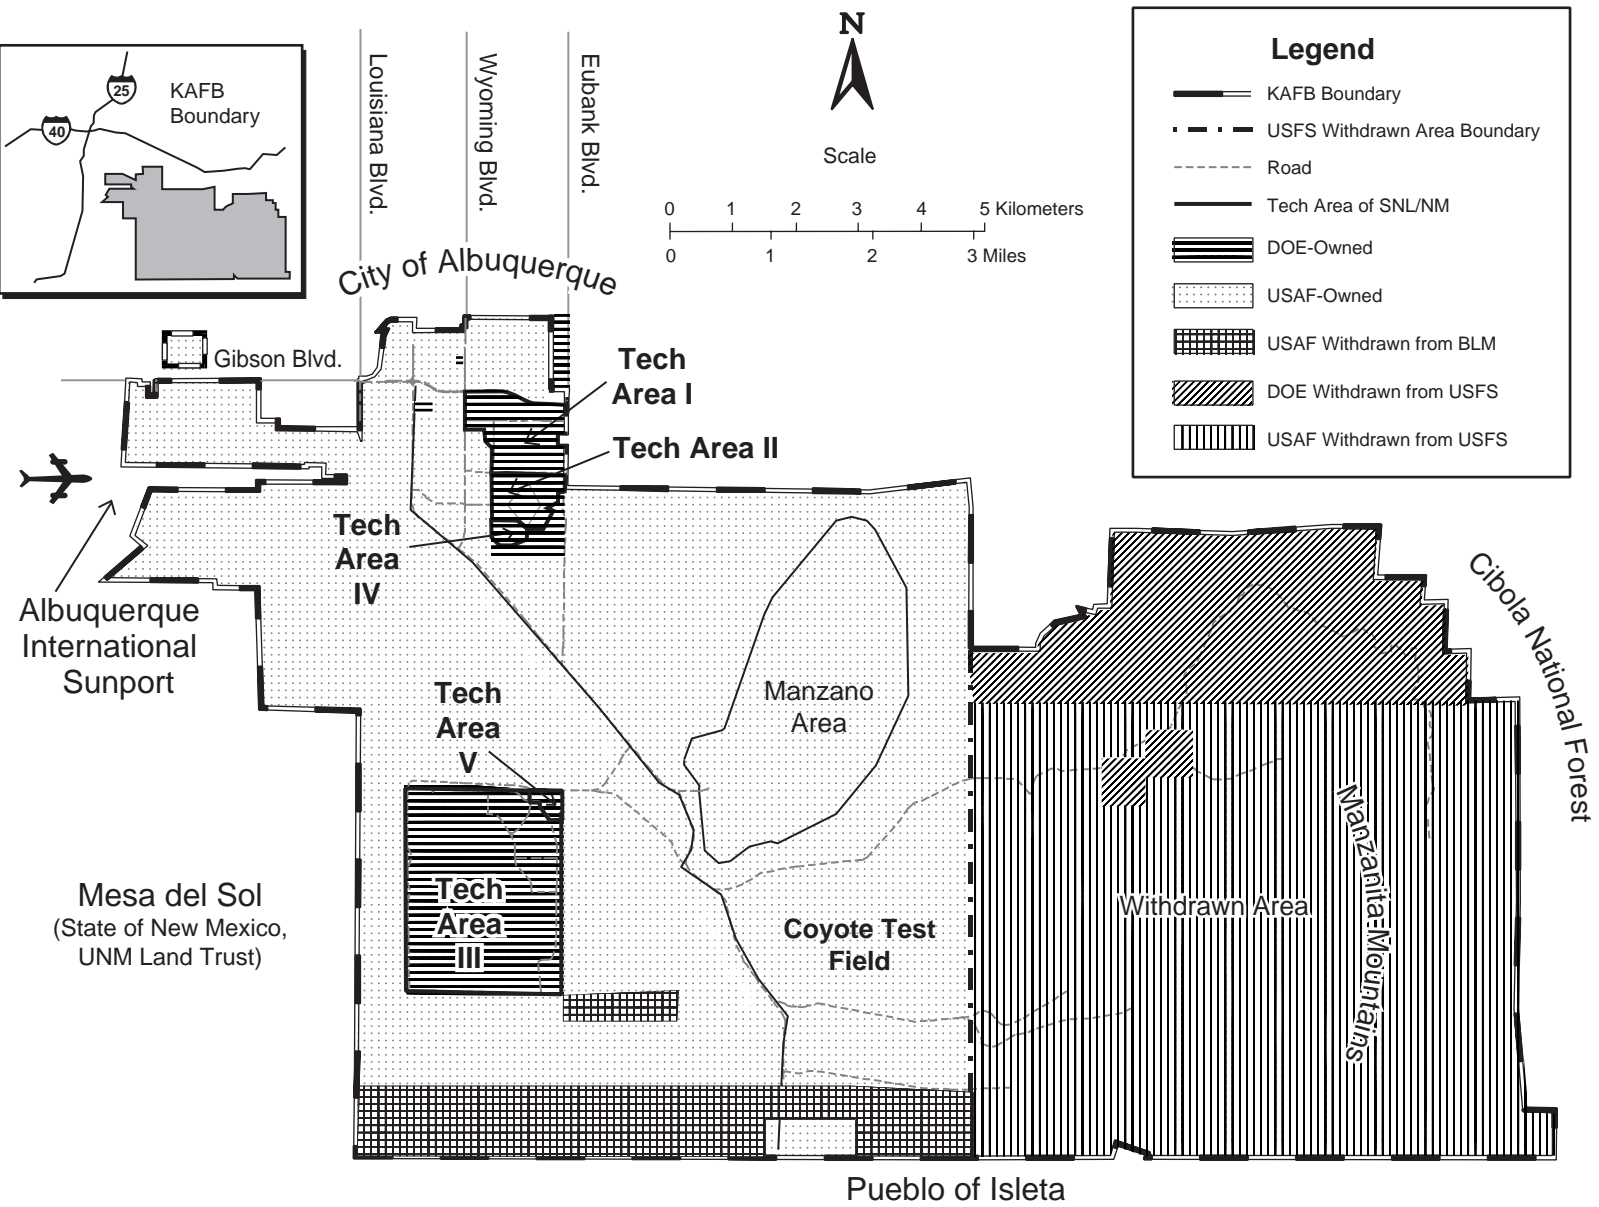 N
Scale
0 1 2 3 4 5 Kilometers
0 1 2 3 Miles
Legend
KAFB Boundary
USFS Withdrawn Area Boundary
Road
Tech Area of SNL/NM
DOE-Owned
USAF-Owned
USAF Withdrawn from BLM
DOE Withdrawn from USFS
USAF Withdrawn from USFS
25
40
KAFB
Boundary
Louisiana Blvd.
Wyoming Blvd.
Eubank Blvd.
City of Albuquerque
Gibson Blvd.
Tech
Area I
Tech Area II
Tech
Area
IV
Albuquerque
International
Sunport
Tech
Area
V
Manzano
Area
Cibola National Forest
Tech
Area
III
Mesa del Sol
(State of New Mexico,
UNM Land Trust)
Coyote Test
Field
Withdrawn Area
Manzanita Mountains
Pueblo of Isleta